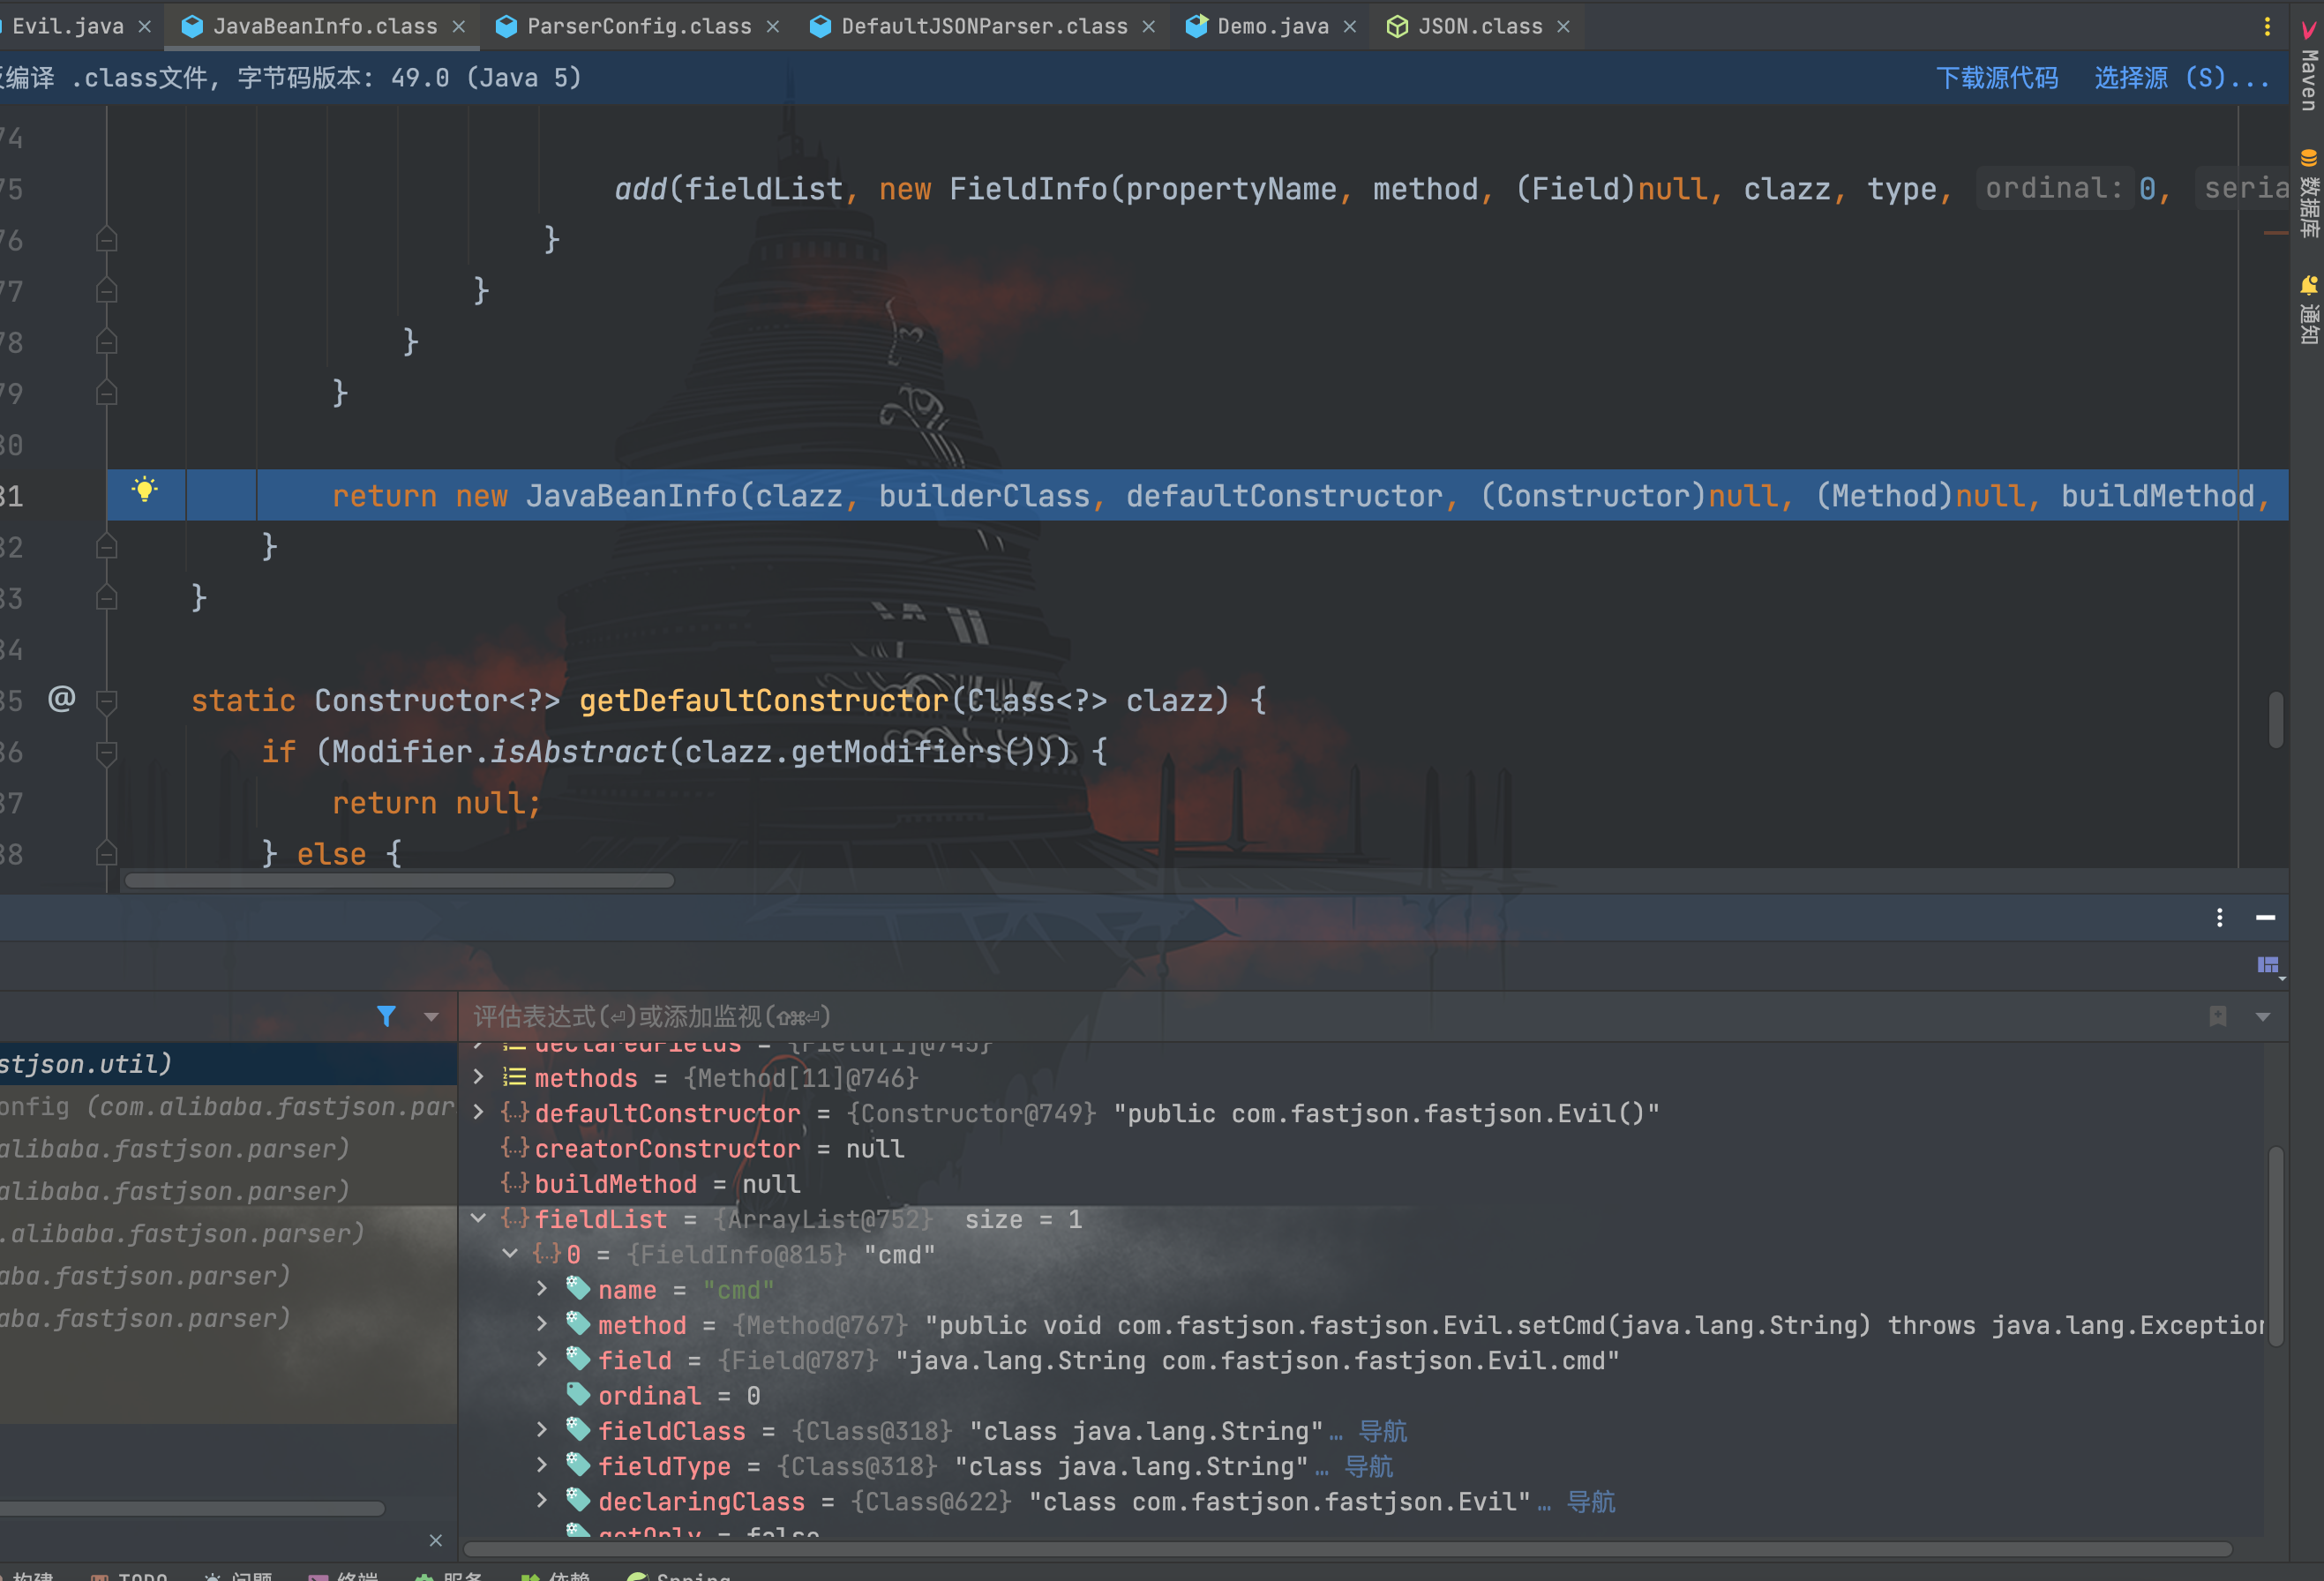 Evil.java JavaBeanInfo.class ParserConfig.class DefaultJSONParser.class Demo.java JSON.class
编译 .class文件, 字节码版本: 49.0 (Java 5) 下载源代码 选择源 (S)...
Maven
数据库
通知
74
75 add(fieldList, new FieldInfo(propertyName, method, (Field)null, clazz, type, ordinal: 0, seria
76 }
77 }
78 }
79 }
80
81 return new JavaBeanInfo(clazz, builderClass, defaultConstructor, (Constructor)null, (Method)null, buildMethod,
82 }
83 }
84
85 @ static Constructor<?> getDefaultConstructor(Class<?> clazz) {
86 if (Modifier.isAbstract(clazz.getModifiers())) {
87 return null;
88 } else {
评估表达式(⏎)或添加监视(⇧⌘⏎)
stjson.util)
onfig (com.alibaba.fastjson.par
alibaba.fastjson.parser)
alibaba.fastjson.parser)
.alibaba.fastjson.parser)
aba.fastjson.parser)
aba.fastjson.parser)
declaredFields = {Field[1]@745}
methods = {Method[11]@746}
defaultConstructor = {Constructor@749} "public com.fastjson.fastjson.Evil()"
creatorConstructor = null
buildMethod = null
fieldList = {ArrayList@752} size = 1
0 = {FieldInfo@815} "cmd"
name = "cmd"
method = {Method@767} "public void com.fastjson.fastjson.Evil.setCmd(java.lang.String) throws java.lang.Exception
field = {Field@787} "java.lang.String com.fastjson.fastjson.Evil.cmd"
ordinal = 0
fieldClass = {Class@318} "class java.lang.String"… 导航
fieldType = {Class@318} "class java.lang.String"… 导航
declaringClass = {Class@622} "class com.fastjson.fastjson.Evil"… 导航
getOnly = false
构建 TODO 问题 终端 服务 依赖 Spring